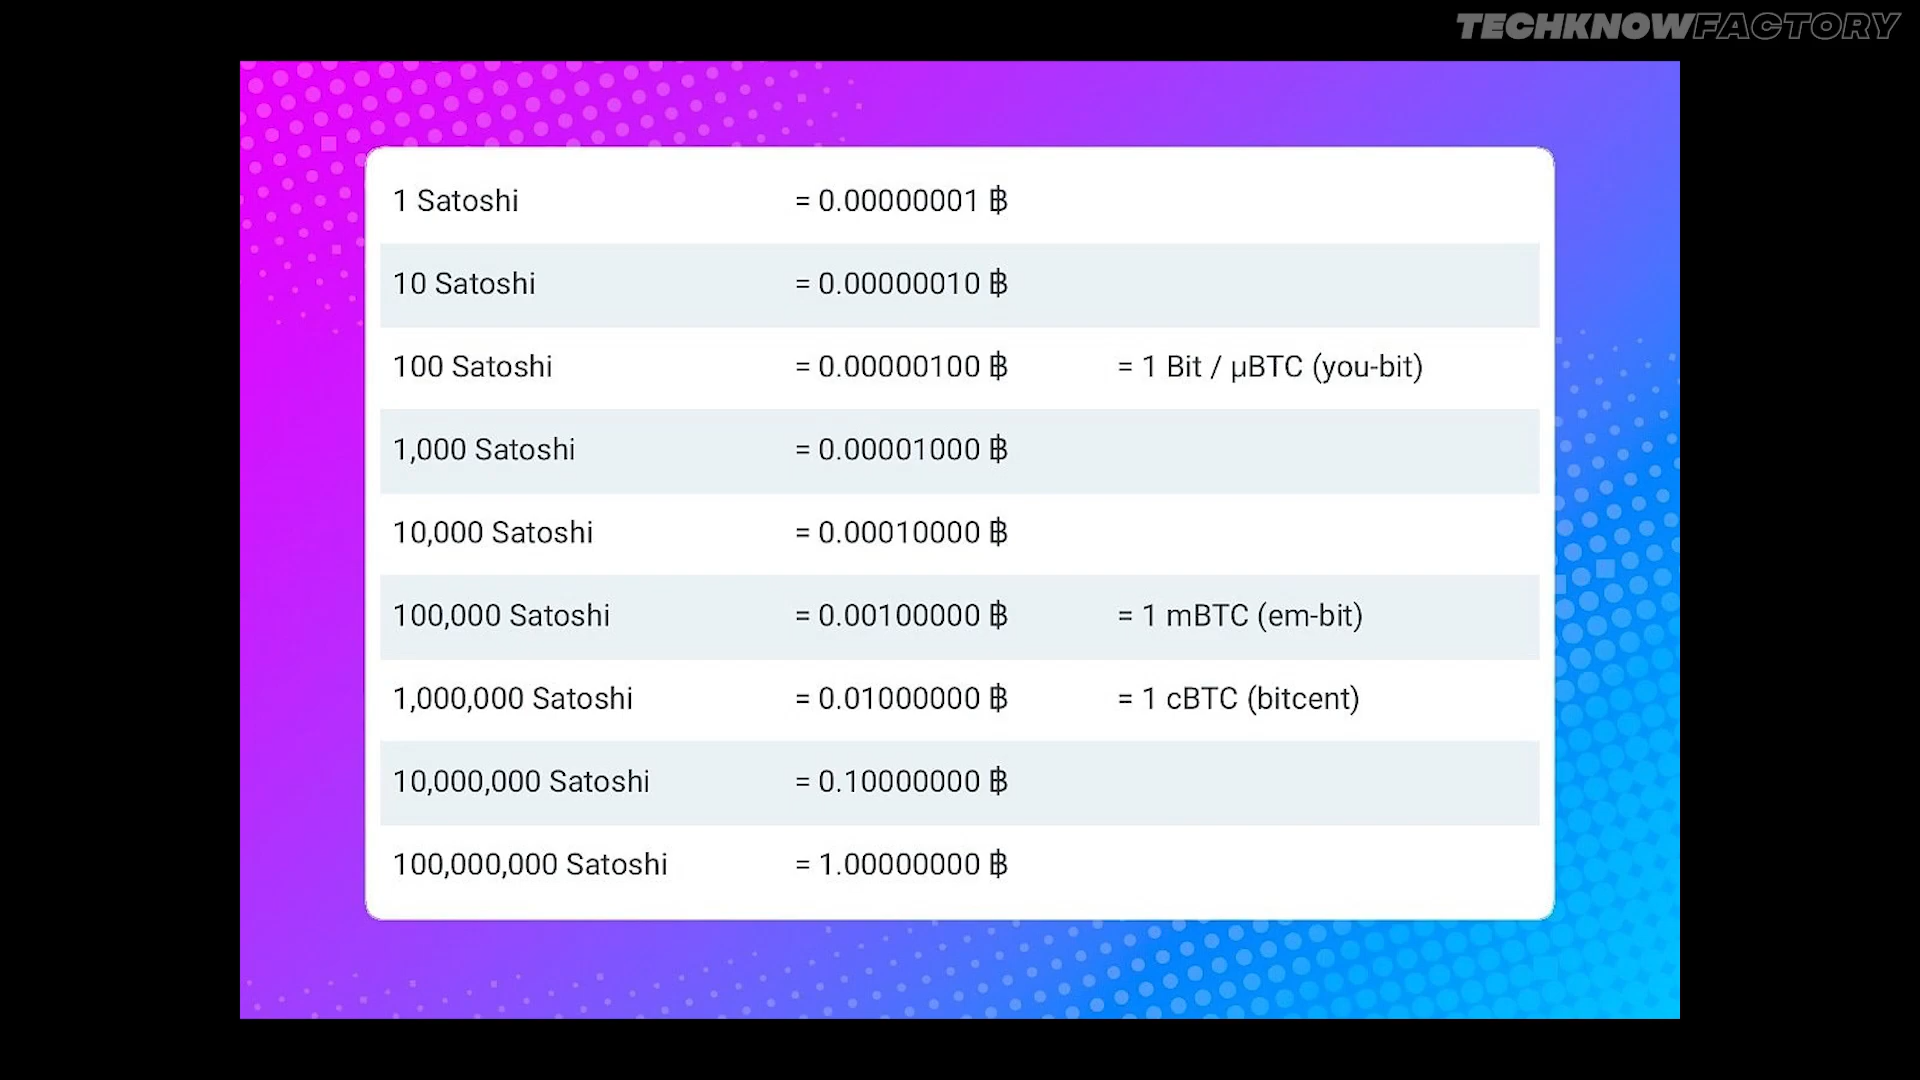 TECHKNOWFACTORY
1 Satoshi = 0.00000001 ฿
10 Satoshi = 0.00000010 ฿
100 Satoshi = 0.00000100 ฿ = 1 Bit / μBTC (you-bit)
1,000 Satoshi = 0.00001000 ฿
10,000 Satoshi = 0.00010000 ฿
100,000 Satoshi = 0.00100000 ฿ = 1 mBTC (em-bit)
1,000,000 Satoshi = 0.01000000 ฿ = 1 cBTC (bitcent)
10,000,000 Satoshi = 0.10000000 ฿
100,000,000 Satoshi = 1.00000000 ฿